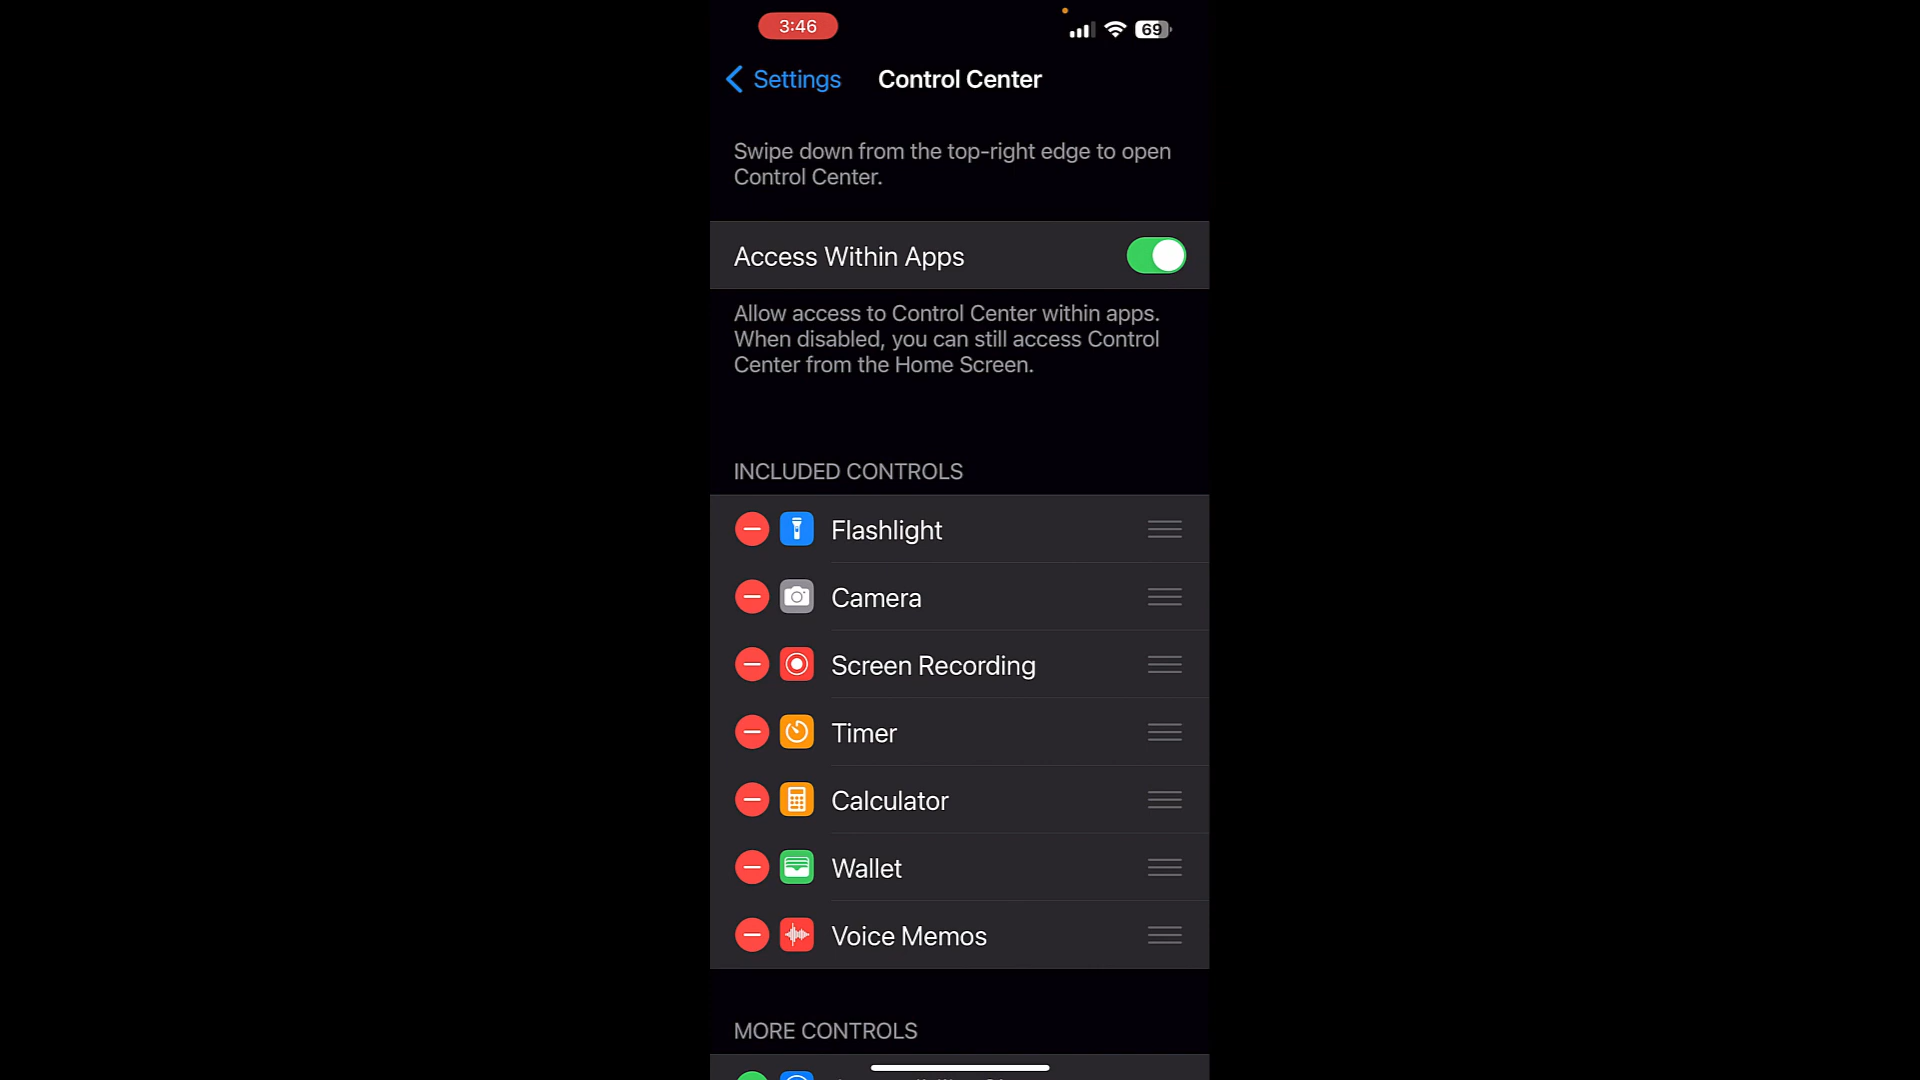 3:46
69
Settings
Control Center
Swipe down from the top-right edge to open
Control Center.
Access Within Apps
Allow access to Control Center within apps.
When disabled, you can still access Control
Center from the Home Screen.
INCLUDED CONTROLS
Flashlight
Camera
Screen Recording
Timer
Calculator
Wallet
Voice Memos
MORE CONTROLS